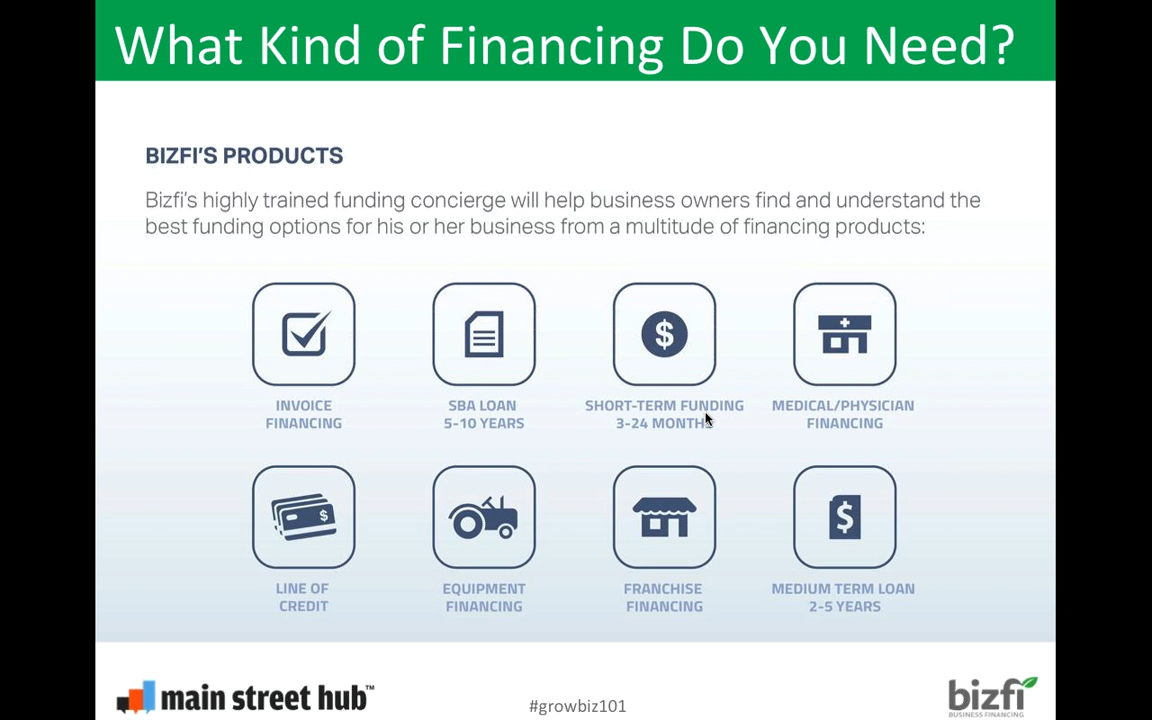 What Kind of Financing Do You Need?
BIZFI'S PRODUCTS
Bizfi's highly trained funding concierge will help business owners find and understand the
best funding options for his or her business from a multitude of financing products:
INVOICE
FINANCING
SBA LOAN
5-10 YEARS
SHORT-TERM FUNDING
3-24 MONTHS
MEDICAL/PHYSICIAN
FINANCING
LINE OF
CREDIT
EQUIPMENT
FINANCING
FRANCHISE
FINANCING
MEDIUM TERM LOAN
2-5 YEARS
main street hub™
#growbiz101
bizfi
BUSINESS FINANCING